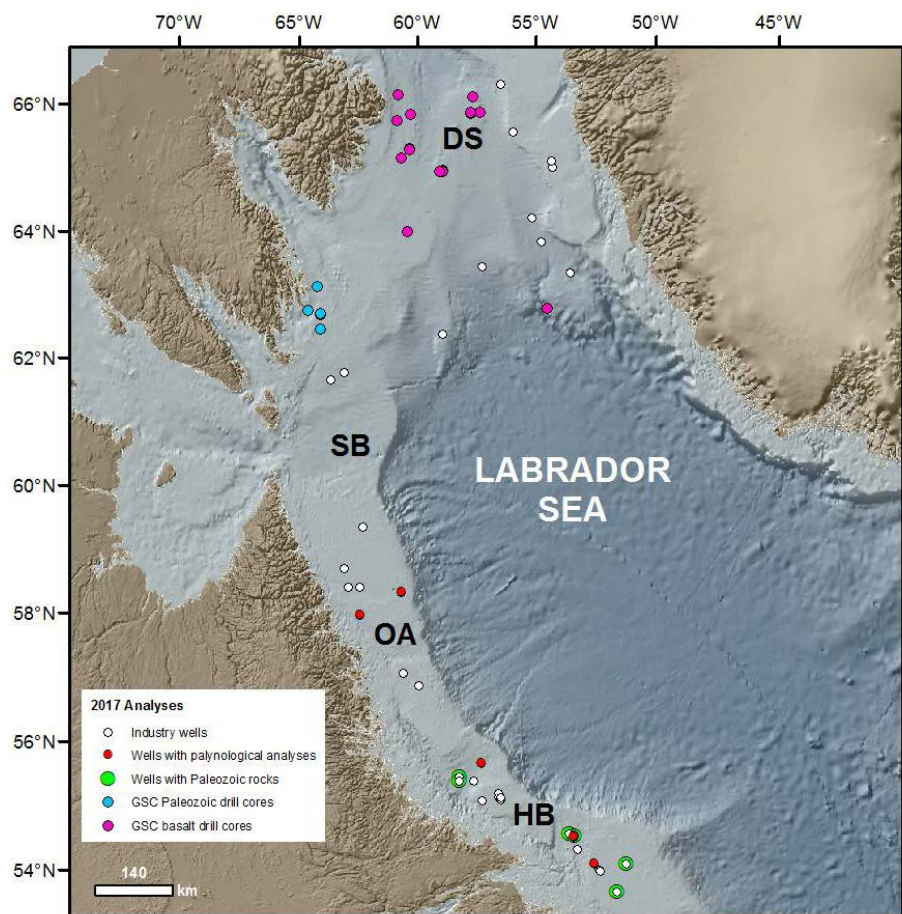 70°W 65°W 60°W 55°W 50°W 45°W
66°N
DS
64°N
62°N
SB
60°N
LABRADOR
SEA
58°N
OA
56°N
2017 Analyses
Industry wells
Wells with palynological analyses
Wells with Paleozoic rocks
GSC Paleozoic drill cores
GSC basalt drill cores
HB
54°N
140
km